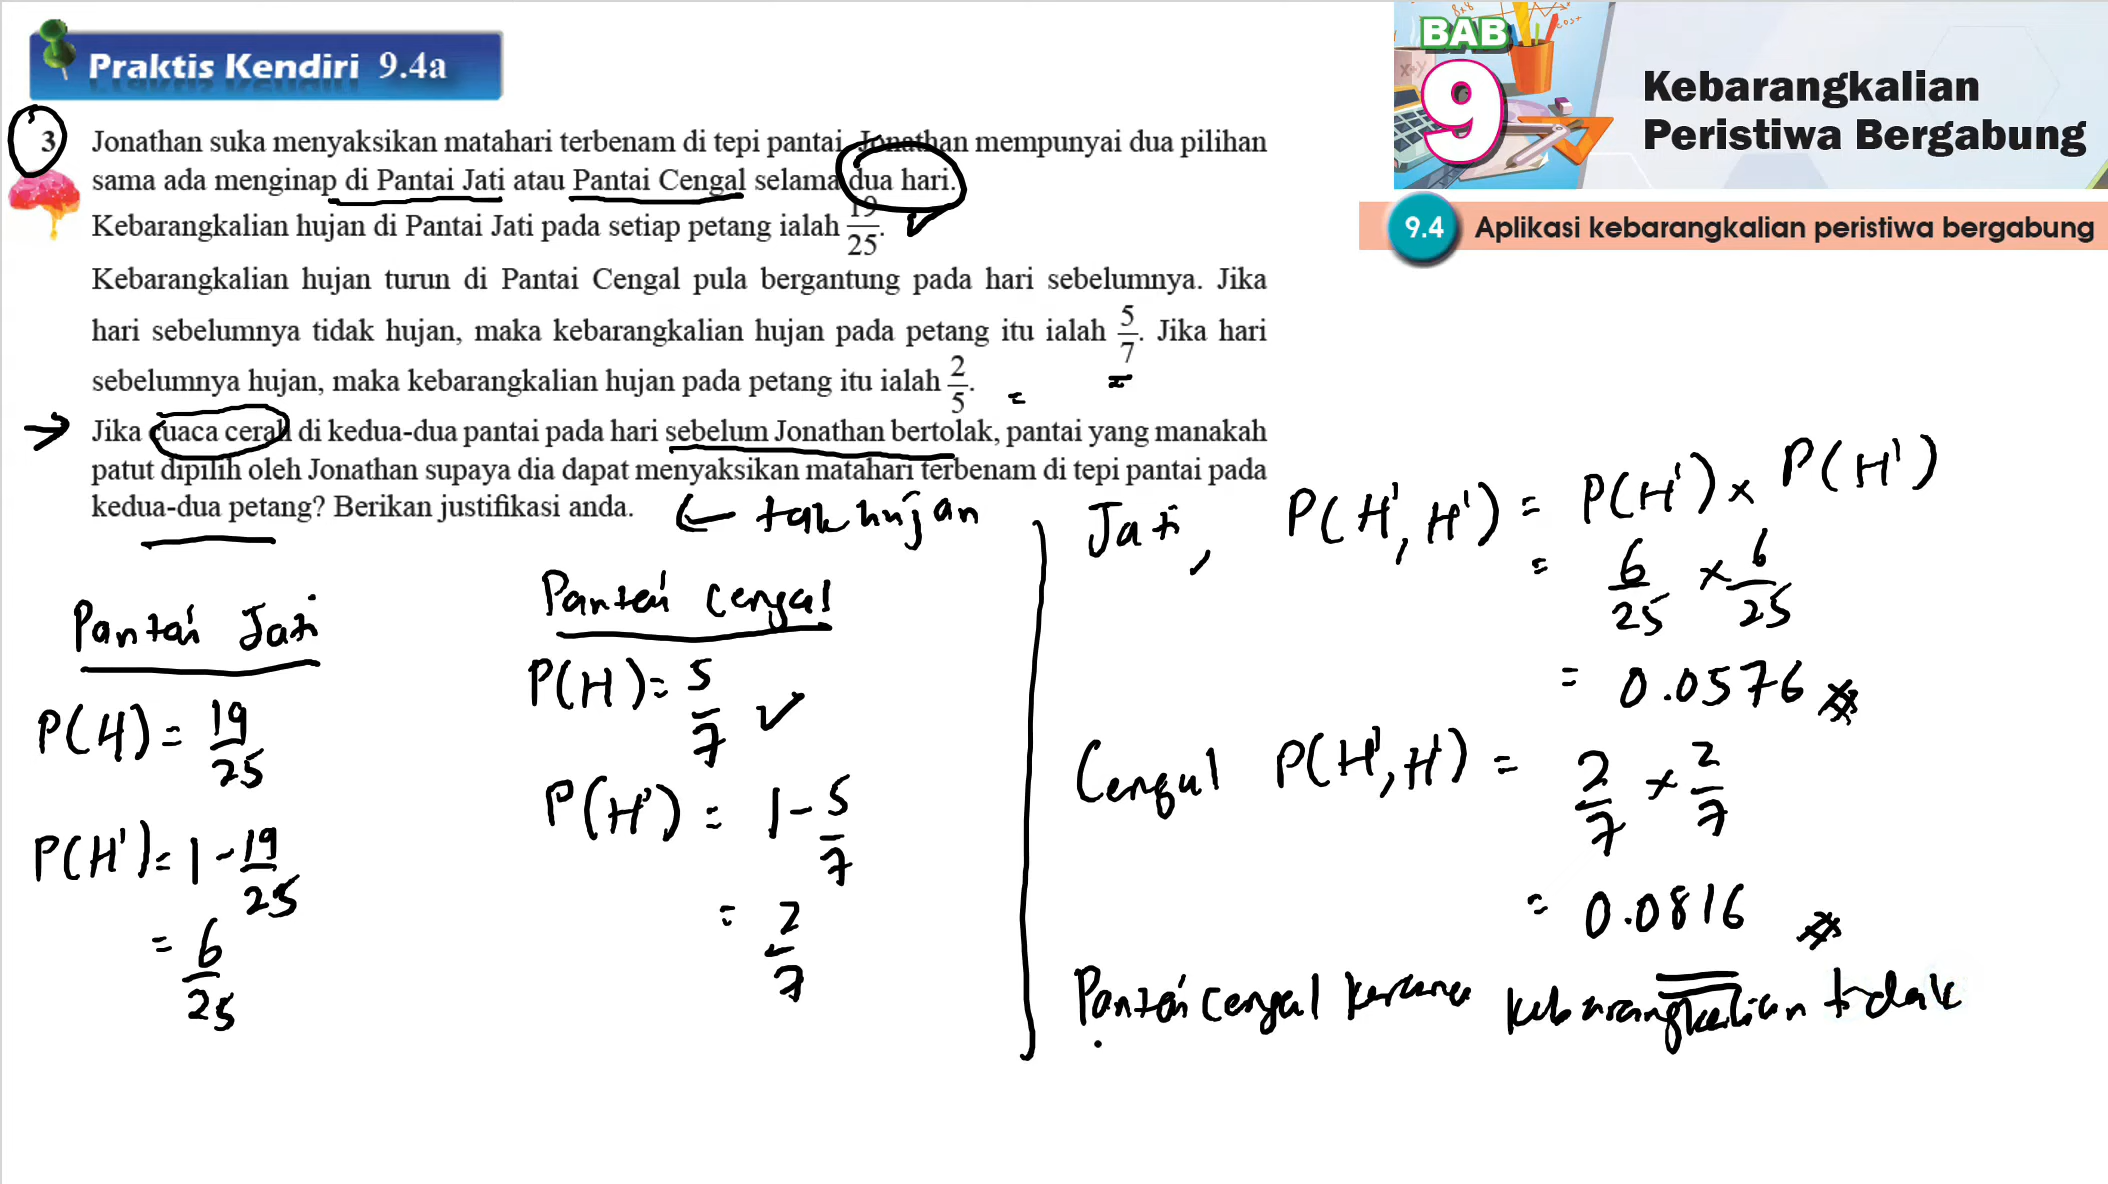 Praktis Kendiri 9.4a
3 Jonathan suka menyaksikan matahari terbenam di tepi pantai. Jonathan mempunyai dua pilihan
sama ada menginap di Pantai Jati atau Pantai Cengal selama dua hari.
Kebarangkalian hujan di Pantai Jati pada setiap petang ialah 19/25.
Kebarangkalian hujan turun di Pantai Cengal pula bergantung pada hari sebelumnya. Jika
hari sebelumnya tidak hujan, maka kebarangkalian hujan pada petang itu ialah 5/7. Jika hari
sebelumnya hujan, maka kebarangkalian hujan pada petang itu ialah 2/5.
Jika cuaca cerah di kedua-dua pantai pada hari sebelum Jonathan bertolak, pantai yang manakah
patut dipilih oleh Jonathan supaya dia dapat menyaksikan matahari terbenam di tepi pantai pada
kedua-dua petang? Berikan justifikasi anda.
← tak hujan
BAB 9
Kebarangkalian
Peristiwa Bergabung
9.4 Aplikasi kebarangkalian peristiwa bergabung
Pantai Jati
P(H) = 19/25
P(H') = 1 - 19/25
= 6/25
Pantai Cengal
P(H) = 5/7 ✓
P(H') = 1 - 5/7
= 2/7
Jati, P(H', H') = P(H') × P(H')
= 6/25 × 6/25
= 0.0576
Cengal P(H', H') = 2/7 × 2/7
= 0.0816
Pantai Cengal kerana kebarangkalian tidak